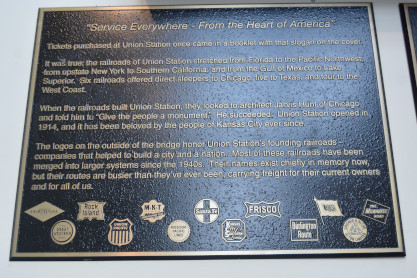 "Service Everywhere - From the Heart of America"
Tickets purchased at Union Station once came in a booklet with that slogan on the cover.
It was true; the railroads of Union Station stretched from Florida to the Pacific Northwest,
from upstate New York to Southern California, and from the Gulf of Mexico to Lake
Superior. Six railroads offered direct sleepers to Chicago, five to Texas, and four to the
West Coast.
When the railroads built Union Station, they looked to architect Jarvis Hunt of Chicago
and told him to "Give the people a monument." He succeeded. Union Station opened in
1914, and it has been beloved by the people of Kansas City ever since.
The logos on the outside of the bridge honor Union Station's founding railroads
companies that helped to build a city and a nation. Most of these railroads have been
merged into larger systems since the 1940s. Their names exist chiefly in memory now,
but their routes are busier than they've ever been, carrying freight for their current owners
and for all of us.
Rock
Island
M-K-T
Santa Fe
FRISCO
GREAT
WESTERN
UNION
PACIFIC
MISSOURI
PACIFIC
LINES
Burlington
Route